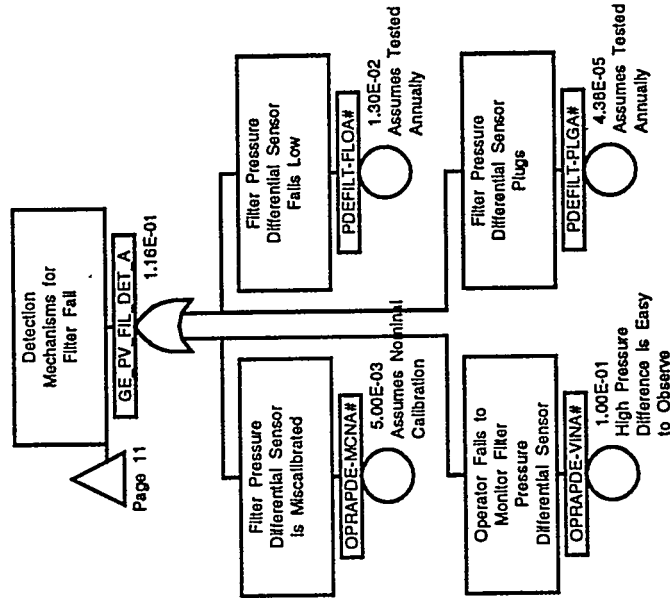 Detection
Mechanisms for
Filter Fail
GE_PV_FIL_DET_A
1.16E-01
Page 11
Filter Pressure
Differential Sensor
is Miscalibrated
OPRAPDE-MCNA#
5.00E-03
Assumes Nominal
Calibration
Filter Pressure
Differential Sensor
Fails Low
PDEFILT-FLOA#
1.30E-02
Assumes Tested
Annually
Operator Fails to
Monitor Filter
Pressure
Differential Sensor
OPRAPDE-VINA#
1.00E-01
High Pressure
Difference is Easy
to Observe
Filter Pressure
Differential Sensor
Plugs
PDEFILT-PLGA#
4.38E-05
Assumes Tested
Annually